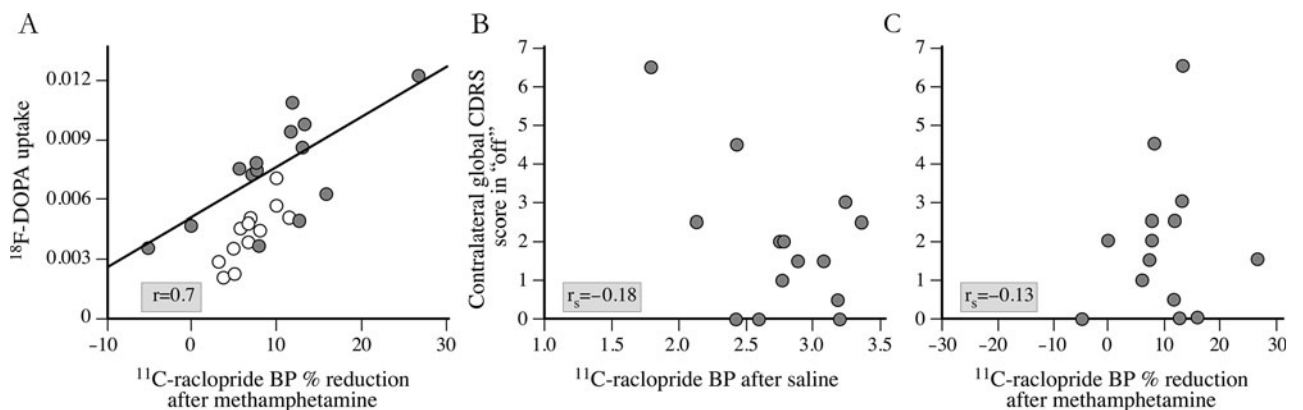 A
¹⁸F-DOPA uptake
0.012
0.009
0.006
0.003
0
r=0.7
−10
0
10
20
30
¹¹C-raclopride BP % reduction
after methamphetamine
B
Contralateral global CDRS
score in “off”
7
6
5
4
3
2
1
0
rₛ=−0.18
1.0
1.5
2.0
2.5
3.0
3.5
¹¹C-raclopride BP after saline
C
7
6
5
4
3
2
1
0
rₛ=−0.13
−30
−20
0
10
20
30
¹¹C-raclopride BP % reduction
after methamphetamine